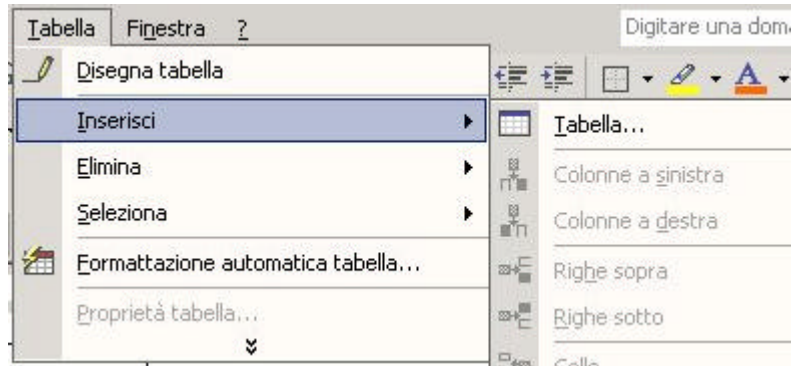 Tabella Finestra ?
Digitare una
Disegna tabella
Inserisci
Elimina
Seleziona
Formattazione automatica tabella...
Proprietà tabella...
Tabella...
Colonne a sinistra
Colonne a destra
Righe sopra
Righe sotto